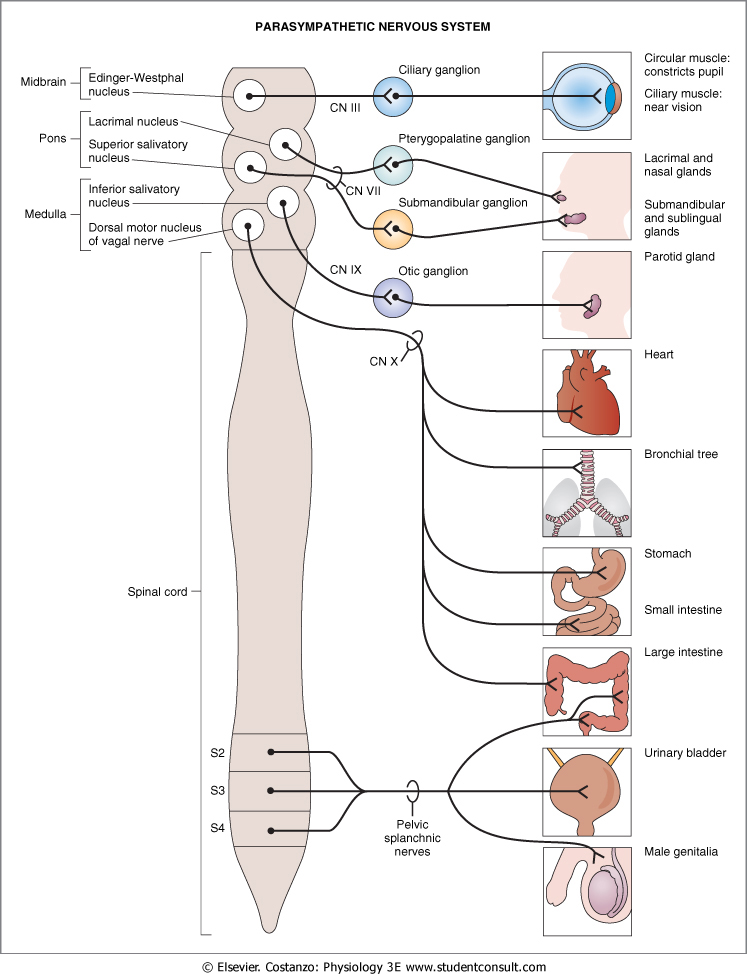 PARASYMPATHETIC NERVOUS SYSTEM
Midbrain
Edinger-Westphal
nucleus
CN III
Ciliary ganglion
Circular muscle:
constricts pupil
Ciliary muscle:
near vision
Pons
Lacrimal nucleus
Superior salivatory
nucleus
CN VII
Pterygopalatine ganglion
Submandibular ganglion
Lacrimal and
nasal glands
Submandibular
and sublingual
glands
Medulla
Inferior salivatory
nucleus
Dorsal motor nucleus
of vagal nerve
CN IX
Otic ganglion
Parotid gland
CN X
Heart
Bronchial tree
Stomach
Small intestine
Large intestine
Spinal cord
S2
S3
S4
Pelvic
splanchnic
nerves
Urinary bladder
Male genitalia
© Elsevier. Costanzo: Physiology 3E www.studentconsult.com